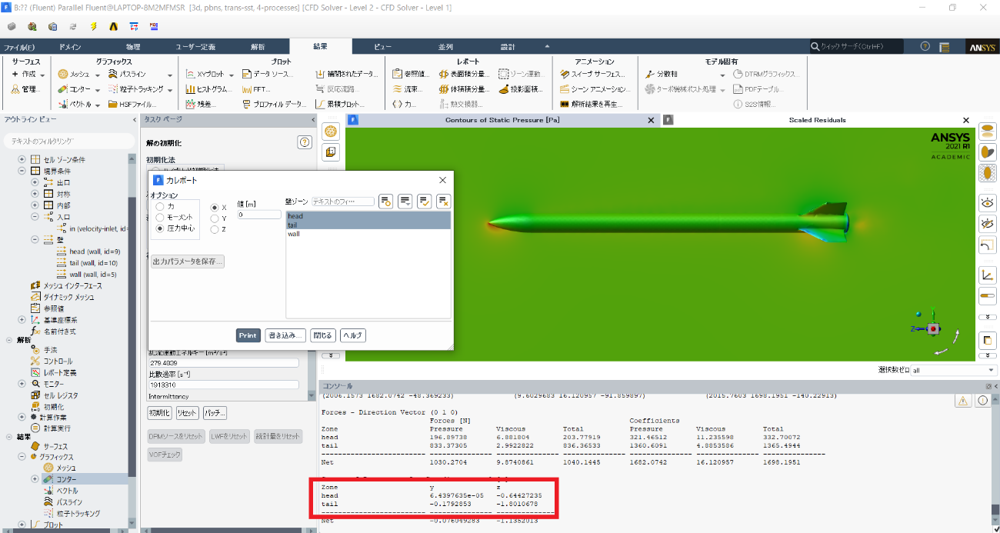 B:?? (Fluent) Parallel Fluent@LAPTOP-8M2MFMSR [3d, pbns, trans-sst, 4-processes] [CFD Solver - Level 2 - CFD Solver - Level 1]
ファイル(F) ドメイン 物理 ユーザー定義 解析 結果 ビュー 並列 設計 クイック サーチ(Ctrl+F) ANSYS
サーフェス グラフィックス プロット レポート アニメーション モデル固有
+ 作成 メッシュ パスライン XYプロット データ ソース... 補間されたデータ... 参照値... 表面積分量... ゾーン運動... スイープ サーフェス... 分散相 DTRMグラフィックス...
管理... コンター 粒子トラッキング ヒストグラム... FFT... 反応流路... 流束... 体積積分量... 投影面積... シーン アニメーション... ターボ機械ポスト処理 PDFテーブル...
ベクトル HSFファイル... 残差... プロファイル データ... 累積プロット... 力... 熱交換器... 解析結果を再生... S2S情報...
アウトライン ビュー
テキストのフィルタリング
セル ゾーン条件
境界条件
出口
対称
内部
入口
in (velocity-inlet, id=
壁
head (wall, id=9)
tail (wall, id=10)
wall (wall, id=5)
メッシュ インターフェース
ダイナミック メッシュ
参照値
基準座標系
名前付き式
解析
手法
コントロール
レポート定義
モニター
セル レジスタ
初期化
計算作業
計算実行
結果
サーフェス
グラフィックス
メッシュ
コンター
ベクトル
パスライン
粒子トラッキング
プロット
タスク ページ
解の初期化
初期化法
力レポート
オプション
力
モーメント
圧力中心
X
Y
Z
値 [m]
0
壁ゾーン テキストのフィ...
head
tail
wall
出力パラメータを保存...
Print 書き込み... 閉じる ヘルプ
乱流運動エネルギー [m²/s²]
279.4839
比散逸率 [s⁻¹]
1913310
Intermittency
初期化 リセット パッチ...
DPMソースをリセット LWFをリセット 統計量をリセット
VOFチェック
Contours of Static Pressure [Pa]
Scaled Residuals
ANSYS
2021 R1
ACADEMIC
Y
Z
選択数ゼロ all
コンソール
(2006.1573 1682.0742 -48.369233) (9.6029683 16.120957 -91.859897) (2015.7603 1698.1951 -140.22913)
Forces - Direction Vector (0 1 0)
Forces [N] Coefficients
Zone Pressure Viscous Total Pressure Viscous Total
head 196.89738 6.881804 203.77919 321.46512 11.235598 332.70072
tail 833.37305 2.9922822 836.36533 1360.6091 4.8853586 1365.4944
Net 1030.2704 9.8740861 1040.1445 1682.0742 16.120957 1698.1951
Zone y z
head 6.4397635e-05 -0.64427235
tail -0.1792853 -1.8010678
Net -0.076049283 -1.1352013